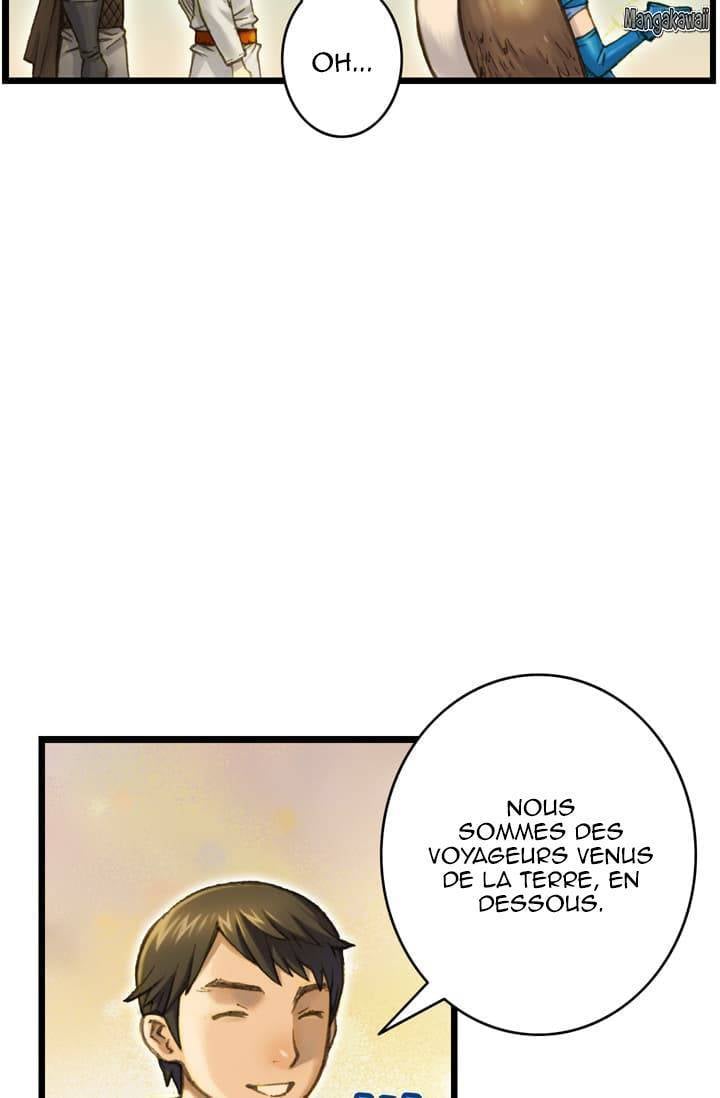 Mangakawaii
OH...
NOUS
SOMMES DES
VOYAGEURS VENUS
DE LA TERRE, EN
DESSOUS.